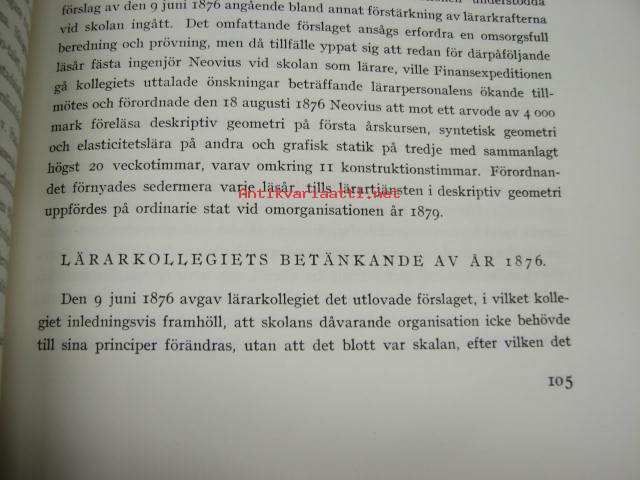 understödda
förslag av den 9 juni 1876 angående bland annat förstärkning av lärarkrafterna
vid skolan ingått. Det omfattande förslaget ansågs erfordra en omsorgsfull
beredning och prövning, men då tillfälle yppat sig att redan för därpåföljande
läsår fästa ingenjör Neovius vid skolan som lärare, ville Finansexpeditionen
gå kollegiets uttalade önskningar beträffande lärarpersonalens ökande till-
mötes och förordnade den 18 augusti 1876 Neovius att mot ett arvode av 4 000
mark föreläsa deskriptiv geometri på första årskursen, syntetisk geometri
och elasticitetslära på andra och grafisk statik på tredje med sammanlagt
högst 20 veckotimmar, varav omkring 11 konstruktionstimmar. Förordnan-
det förnyades sedermera varje läsår, tills lärartjänsten i deskriptiv geometri
Antikvariaatti.net
uppfördes på ordinarie stat vid omorganisationen år 1879.
LÄRARKOLLEGIETS BETÄNKANDE AV ÅR 1876.
Den 9 juni 1876 avgav lärarkollegiet det utlovade förslaget, i vilket kolle-
giet inledningsvis framhöll, att skolans dåvarande organisation icke behövde
till sina principer förändras, utan att det blott var skalan, efter vilken det
105